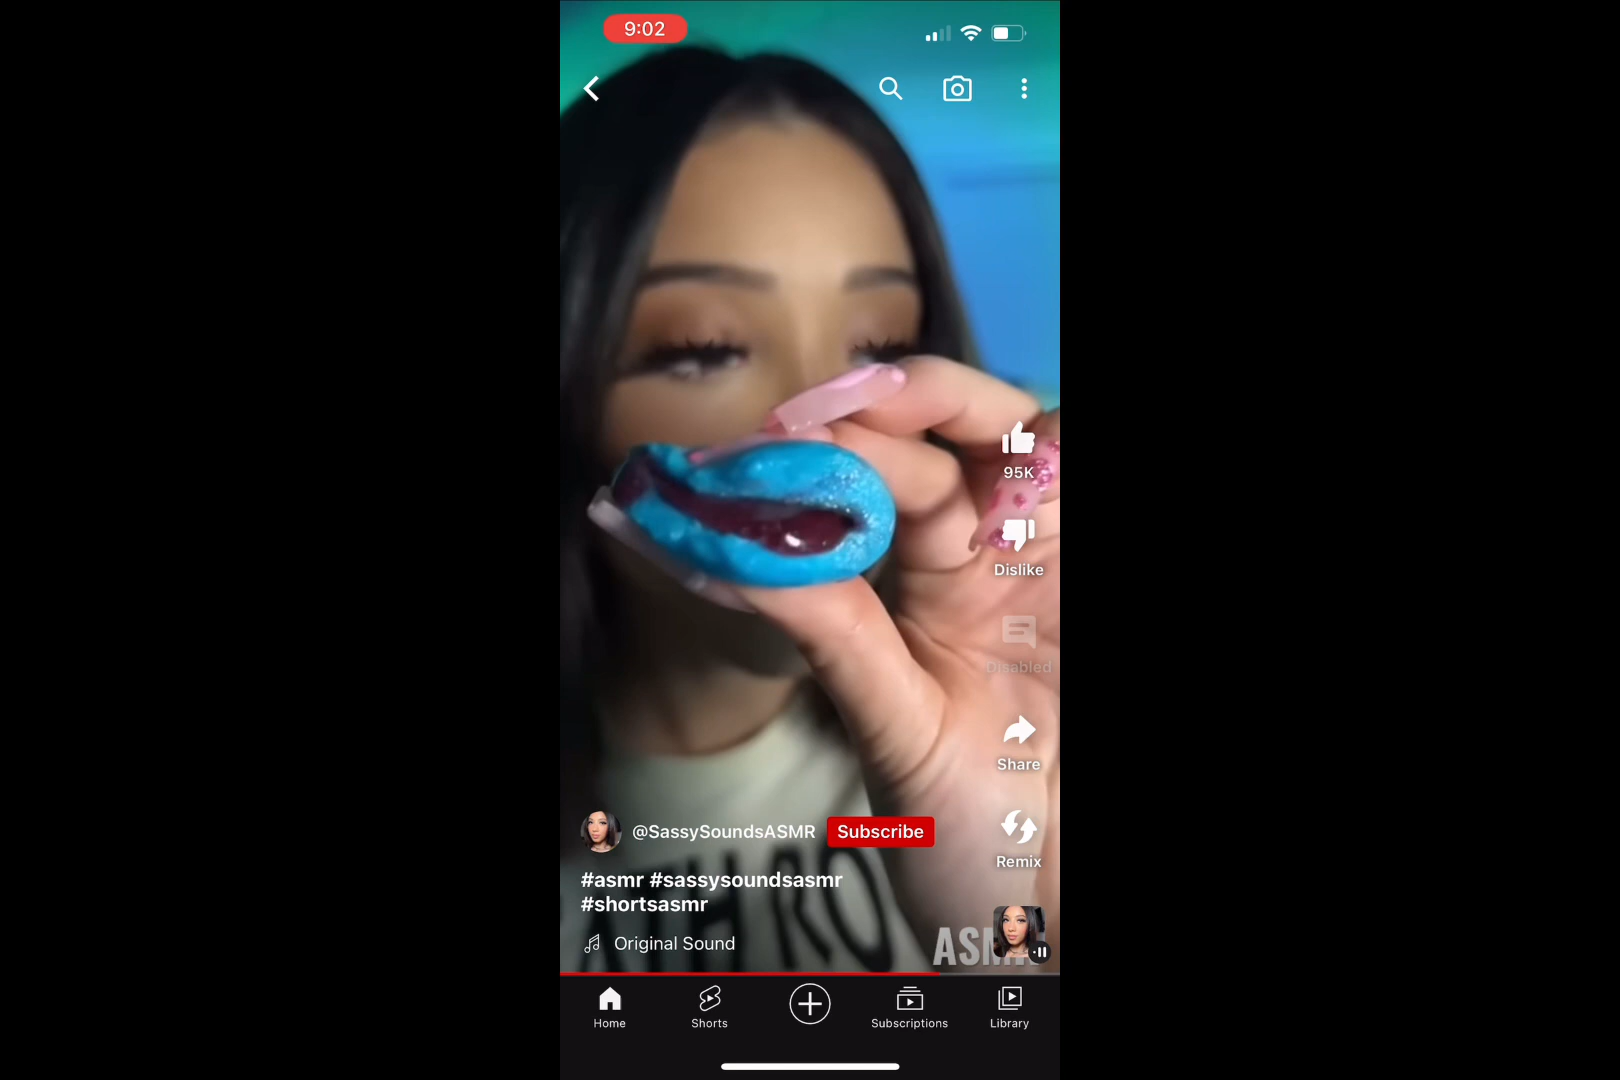 9:02
95K
Dislike
Disabled
Share
@SassySoundsASMR
Subscribe
Remix
#asmr #sassysoundsasmr
#shortsasmr
Original Sound
Home
Shorts
Subscriptions
Library